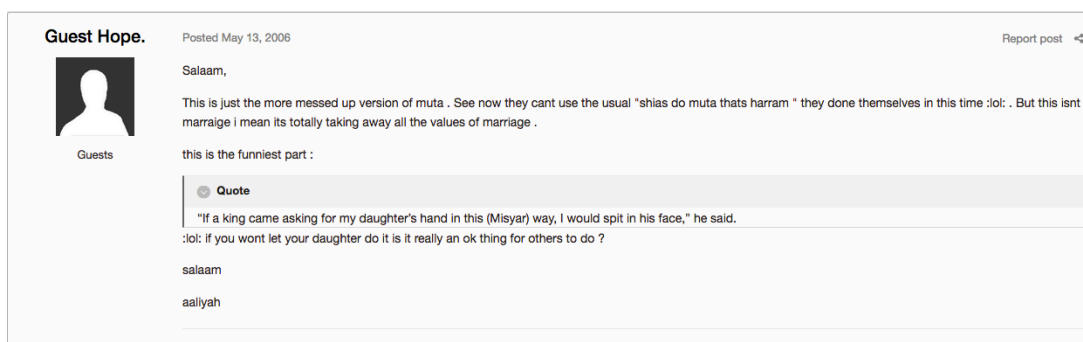 Guest Hope.
Posted May 13, 2006
Report post
Guests
Salaam,
This is just the more messed up version of muta . See now they cant use the usual "shias do muta thats harram " they done themselves in this time :lol: . But this isnt
marraige i mean its totally taking away all the values of marriage .
this is the funniest part :
Quote
"If a king came asking for my daughter's hand in this (Misyar) way, I would spit in his face," he said.
:lol: if you wont let your daughter do it is it really an ok thing for others to do ?
salaam
aaliyah